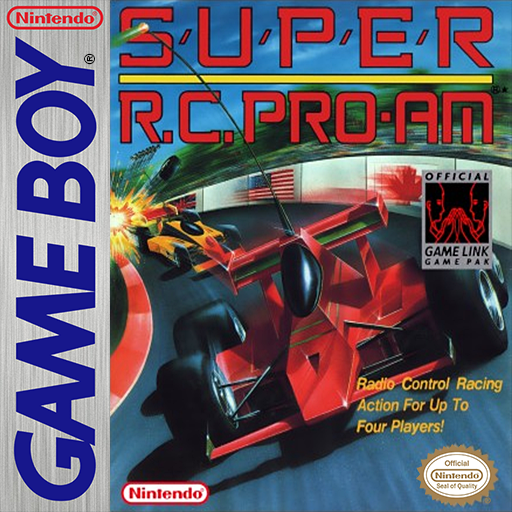 Nintendo®
GAME BOY®
S·U·P·E·R
R.C. PRO-AM®*
OFFICIAL
GAME LINK
GAME PAK
Radio Control Racing
Action For Up To
Four Players!
Nintendo®
Official
Nintendo
Seal of Quality